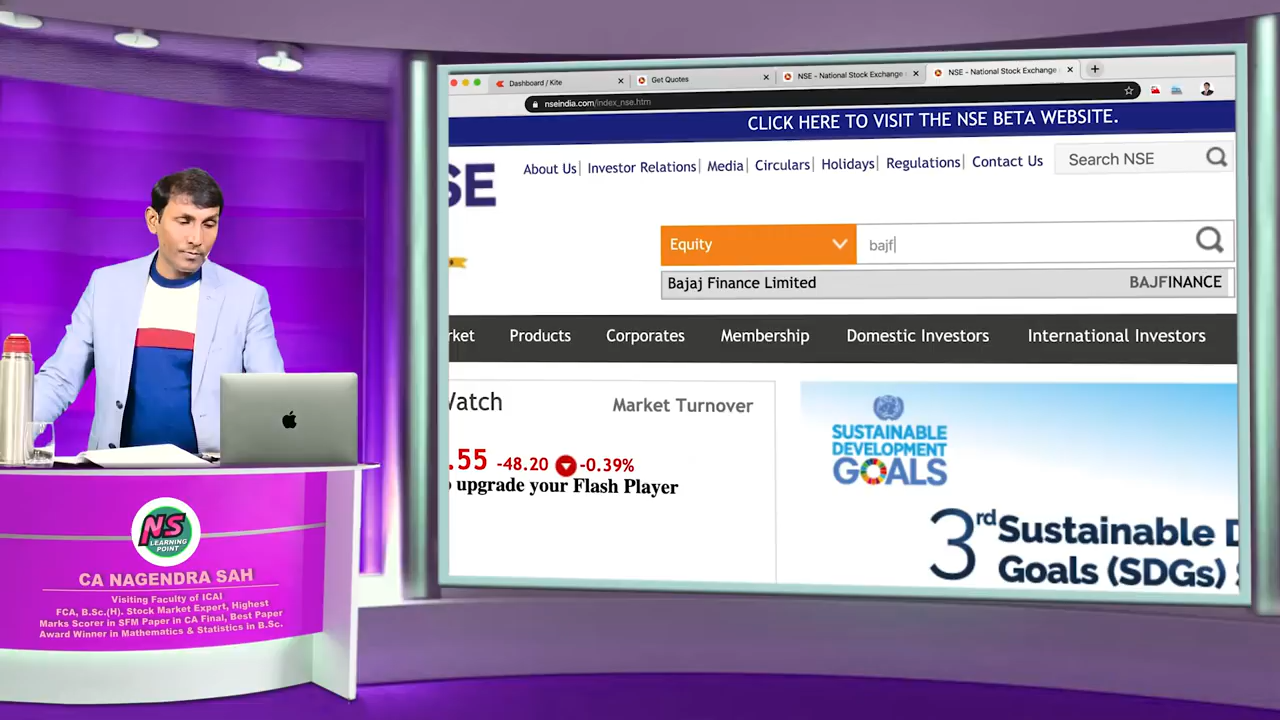 Dashboard / Kite
Get Quotes
NSE - National Stock Exchange
NSE - National Stock Exchange
nseindia.com/index_nse.htm
CLICK HERE TO VISIT THE NSE BETA WEBSITE.
SE
About Us | Investor Relations | Media | Circulars | Holidays | Regulations | Contact Us
Search NSE
Equity
bajf
Bajaj Finance Limited BAJFINANCE
rket Products Corporates Membership Domestic Investors International Investors
Watch
Market Turnover
.55 -48.20 -0.39%
o upgrade your Flash Player
SUSTAINABLE
DEVELOPMENT
GOALS
3rd Sustainable D
Goals (SDGs) S
NS
LEARNING
POINT
CA NAGENDRA SAH
Visiting Faculty of ICAI
FCA, B.Sc.(H). Stock Market Expert, Highest
Marks Scorer in SFM Paper in CA Final, Best Paper
Award Winner in Mathematics & Statistics in B.Sc.